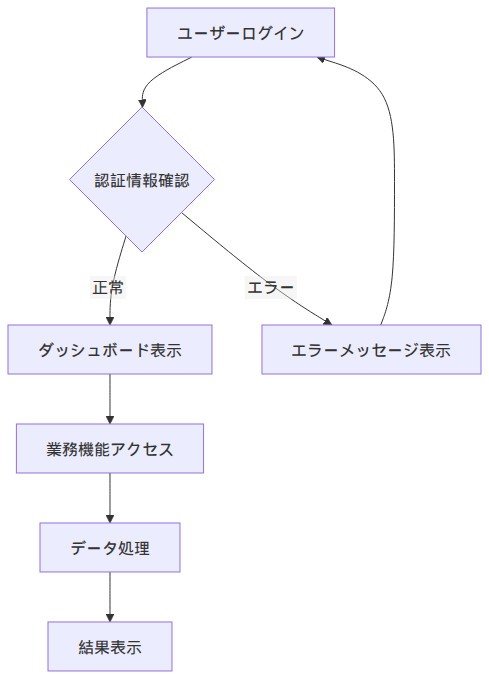 ユーザーログイン
認証情報確認
正常
エラー
ダッシュボード表示
エラーメッセージ表示
業務機能アクセス
データ処理
結果表示